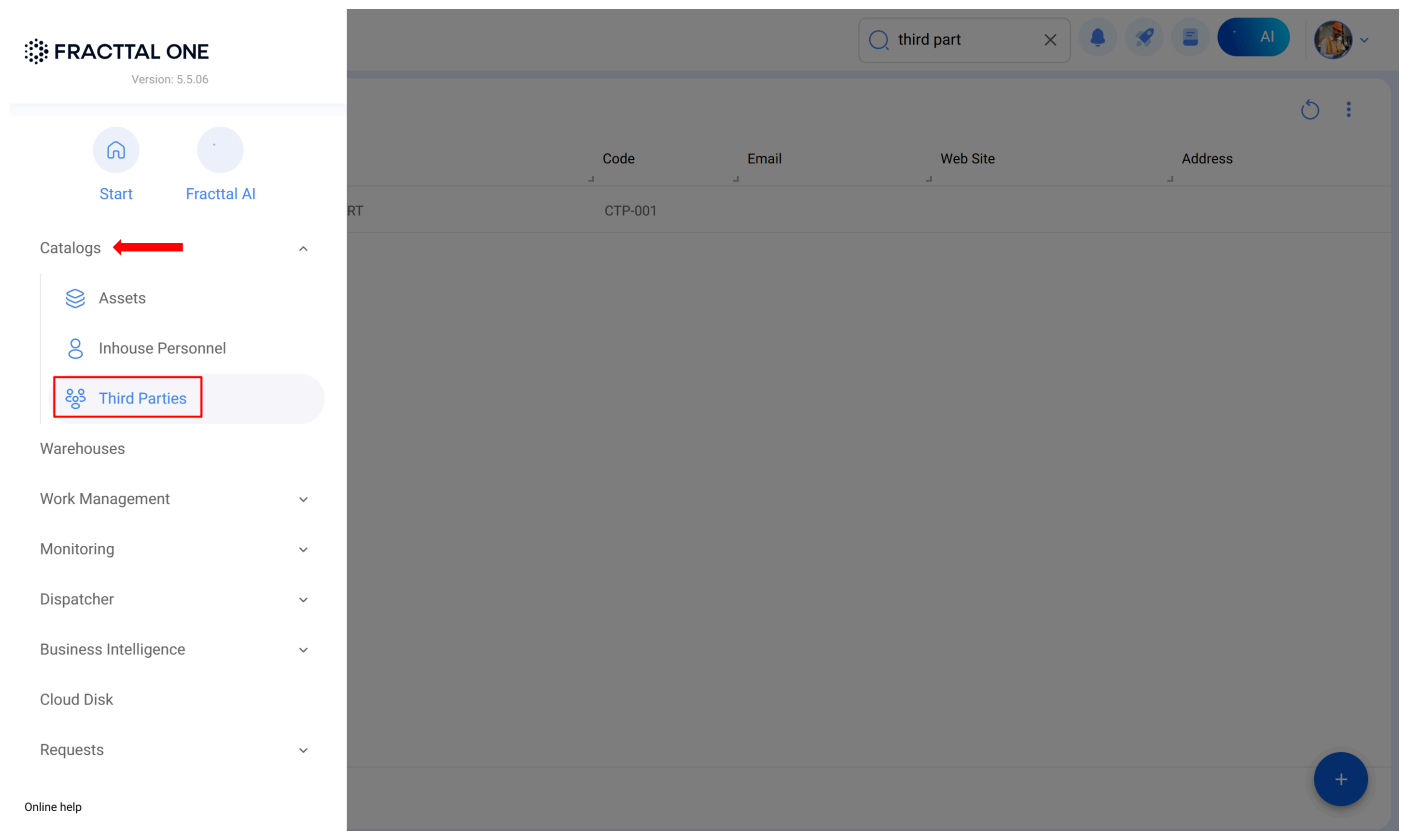 FRACTTAL ONE
Version: 5.5.06
third part
AI
Start
Fracttal AI
Code
Email
Web Site
Address
RT
CTP-001
Catalogs
Assets
Inhouse Personnel
Third Parties
Warehouses
Work Management
Monitoring
Dispatcher
Business Intelligence
Cloud Disk
Requests
Online help